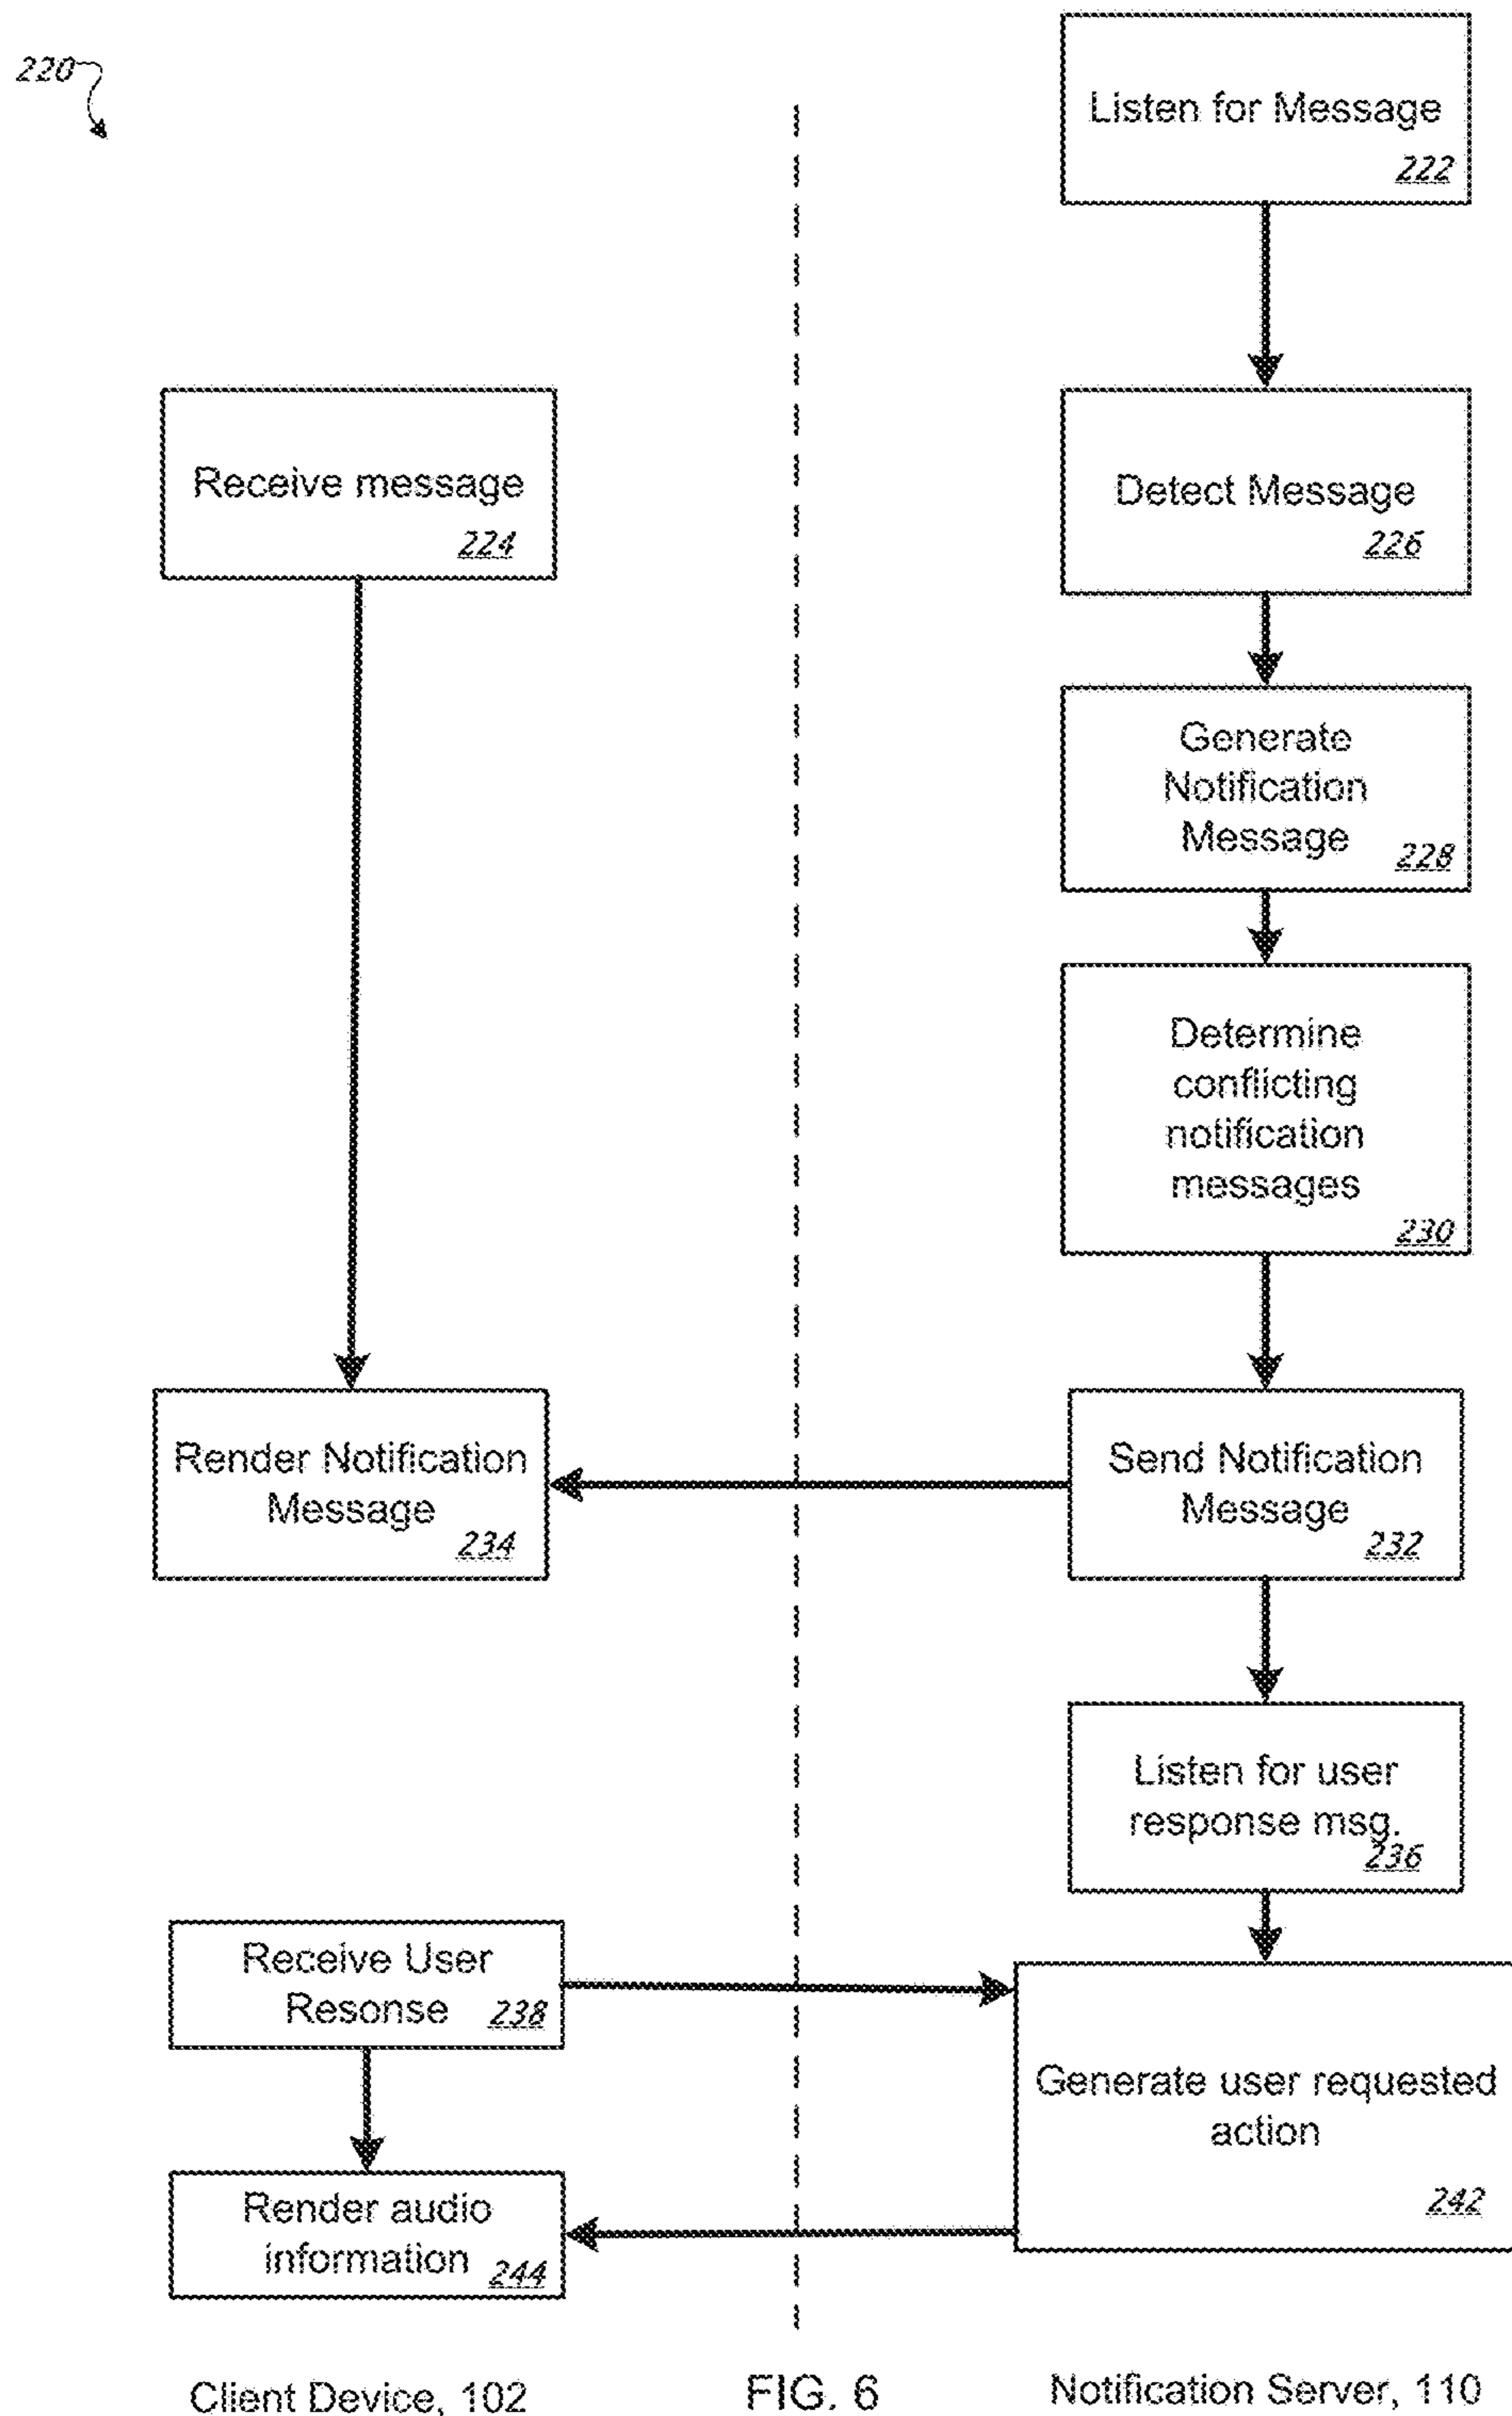 220
Listen for Message
222
Receive message
224
Detect Message
226
Generate
Notification
Message
228
Determine
conflicting
notification
messages
230
Render Notification
Message
234
Send Notification
Message
232
Listen for user
response msg.
236
Receive User
Resonse
238
Generate user requested
action
242
Render audio
information
244
Client Device, 102
FIG. 6
Notification Server, 110